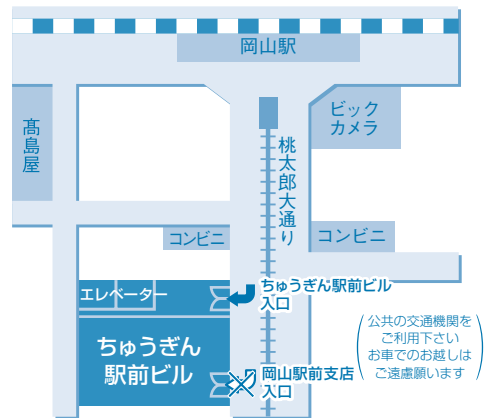 岡山駅
髙島屋
ビック
カメラ
桃太郎大通り
コンビニ
コンビニ
エレベーター
ちゅうぎん駅前ビル
入口
ちゅうぎん
駅前ビル
岡山駅前支店
入口
公共の交通機関を
ご利用下さい
お車でのお越しは
ご遠慮願います